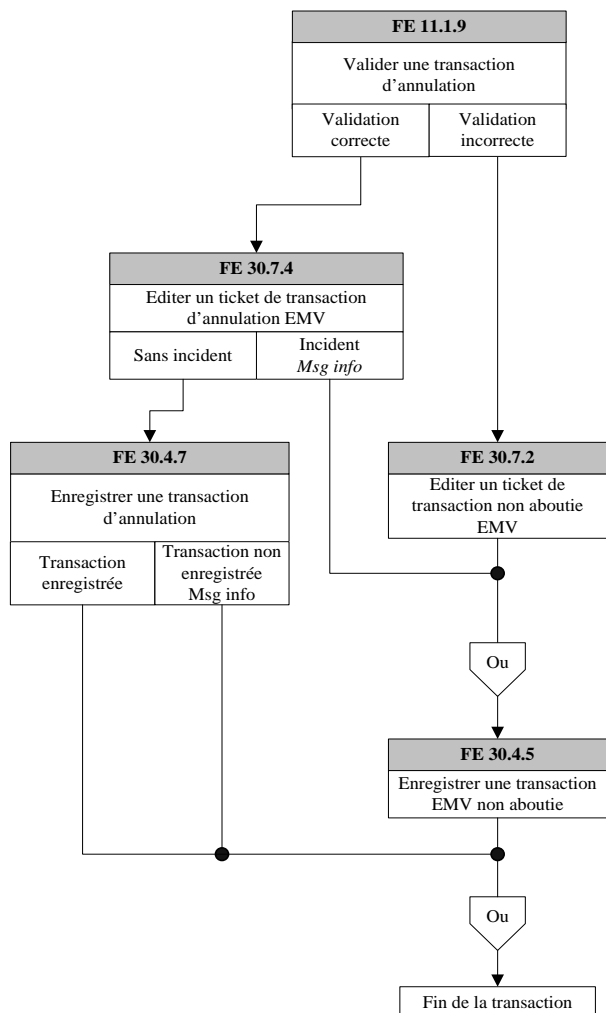 FE 11.1.9
Valider une transaction
d'annulation
Validation
correcte
Validation
incorrecte
FE 30.7.4
Editer un ticket de transaction
d'annulation EMV
Sans incident
Incident
Msg info
FE 30.4.7
Enregistrer une transaction
d'annulation
Transaction
enregistrée
Transaction non
enregistrée
Msg info
FE 30.7.2
Editer un ticket de
transaction non aboutie
EMV
Ou
FE 30.4.5
Enregistrer une transaction
EMV non aboutie
Ou
Fin de la transaction